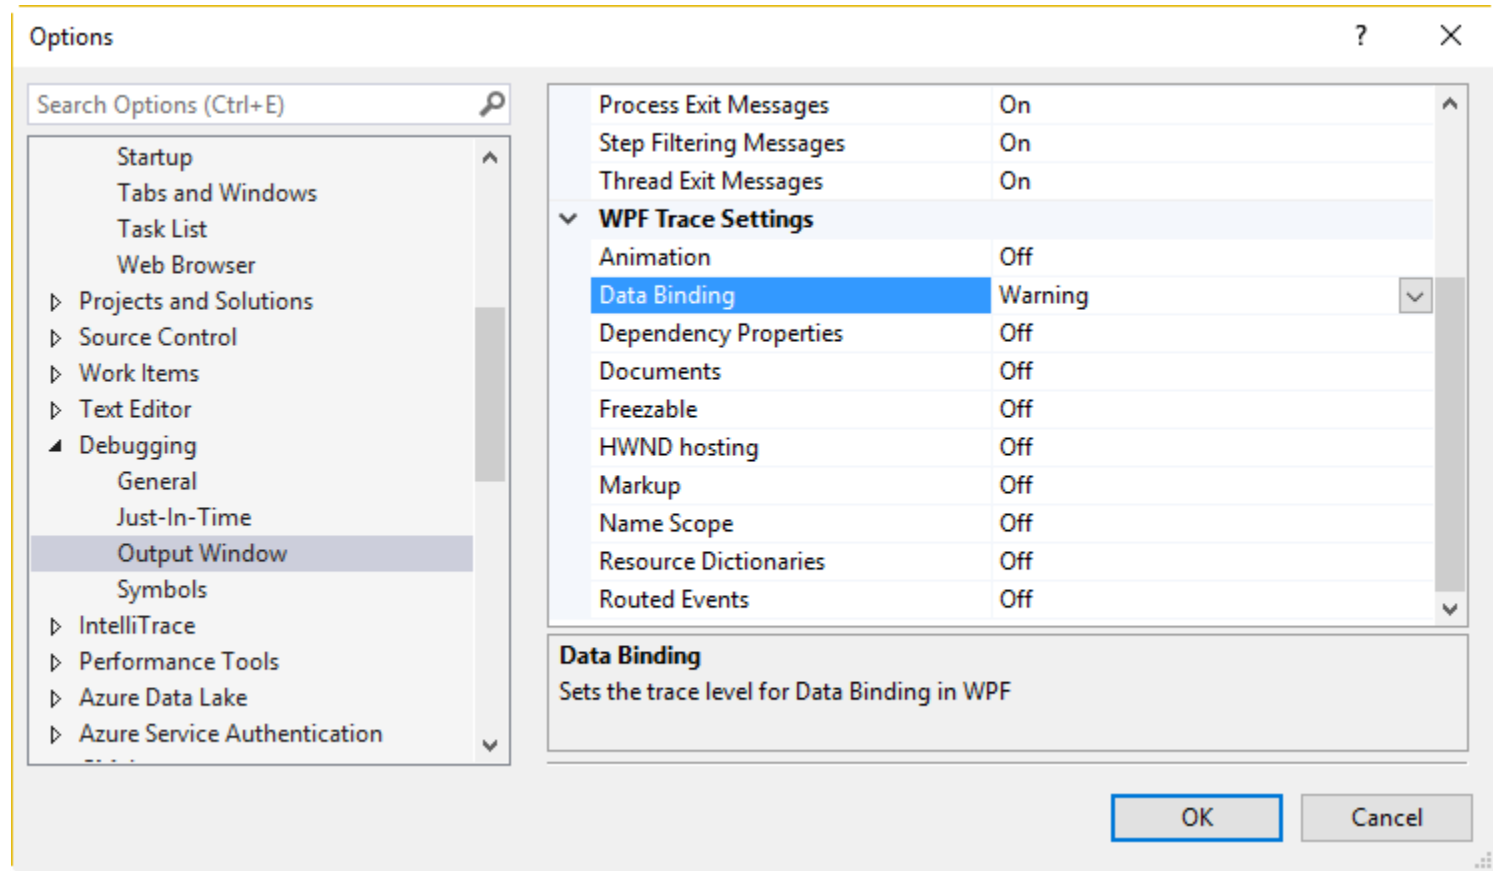 Options
?
Search Options (Ctrl+E)
Startup
Tabs and Windows
Task List
Web Browser
Projects and Solutions
Source Control
Work Items
Text Editor
Debugging
General
Just-In-Time
Output Window
Symbols
IntelliTrace
Performance Tools
Azure Data Lake
Azure Service Authentication
Process Exit Messages On
Step Filtering Messages On
Thread Exit Messages On
WPF Trace Settings
Animation Off
Data Binding Warning
Dependency Properties Off
Documents Off
Freezable Off
HWND hosting Off
Markup Off
Name Scope Off
Resource Dictionaries Off
Routed Events Off
Data Binding
Sets the trace level for Data Binding in WPF
OK Cancel